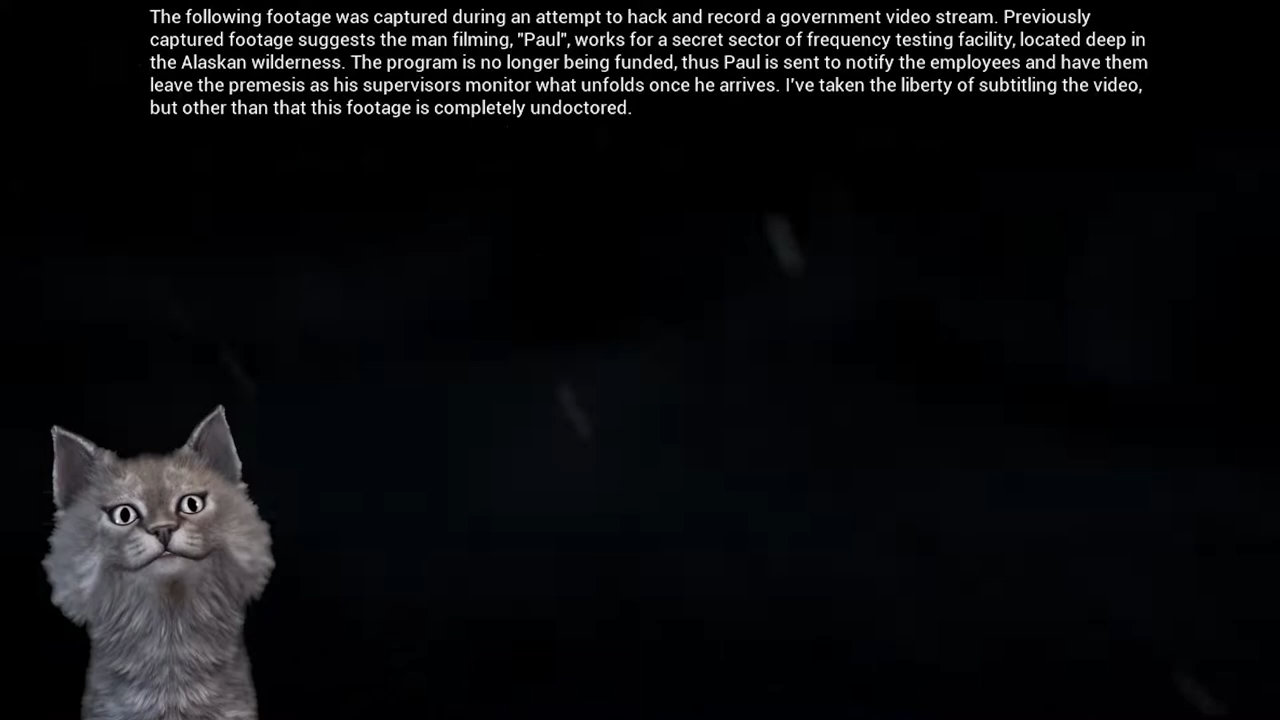 The following footage was captured during an attempt to hack and record a government video stream. Previously
captured footage suggests the man filming, "Paul", works for a secret sector of frequency testing facility, located deep in
the Alaskan wilderness. The program is no longer being funded, thus Paul is sent to notify the employees and have them
leave the premesis as his supervisors monitor what unfolds once he arrives. I've taken the liberty of subtitling the video,
but other than that this footage is completely undoctored.